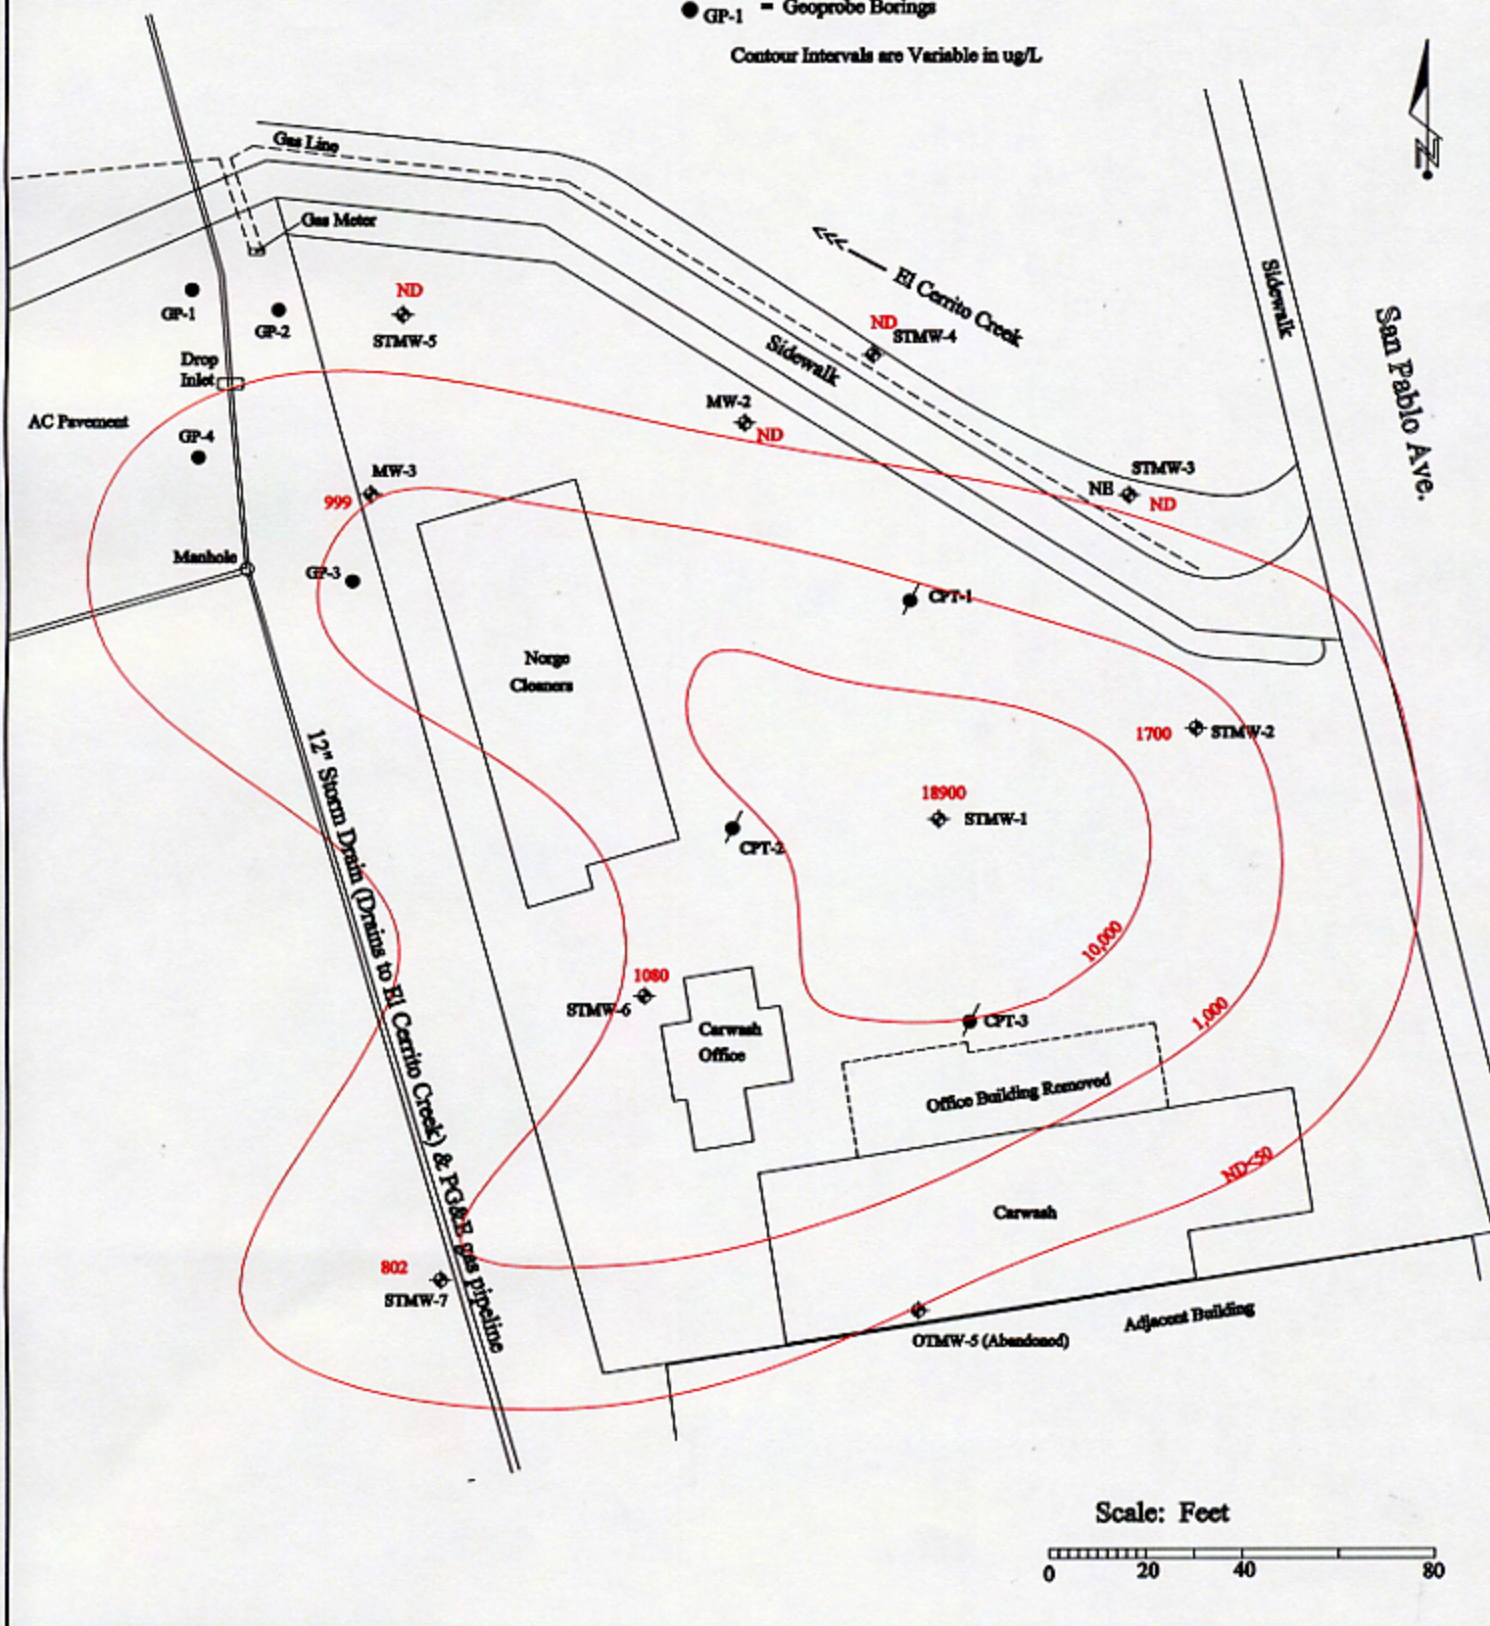 GP-1 = Geoprobe Borings
Contour Intervals are Variable in ug/L
N
Gas Line
Gas Meter
GP-1
GP-2
ND
STMW-5
El Cerrito Creek
ND
STMW-4
Sidewalk
Sidewalk
San Pablo Ave.
Drop
Inlet
AC Pavement
GP-4
MW-2
ND
MW-3
999
STMW-3
NE
ND
Manhole
GP-3
CPT-1
Norge
Cleaners
1700
STMW-2
18900
STMW-1
CPT-2
12" Storm Drain (Drains to El Cerrito Creek) & PG&E gas pipeline
10,000
1080
STMW-6
Carwash
Office
CPT-3
1,000
Office Building Removed
ND<50
Carwash
802
STMW-7
OTMW-5 (Abandoned)
Adjacent Building
Scale: Feet
0 20 40 80